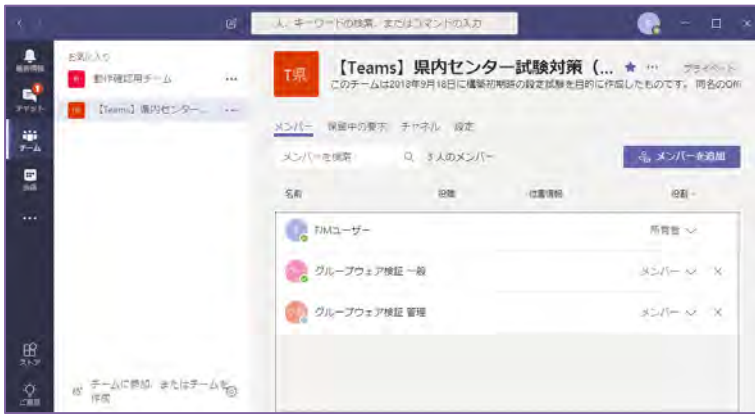 人、キーワードの検索、またはコマンドの入力
最新情報
チャット
チーム
会議
ストア
お気に入り
動作確認用チーム
【Teams】県内センター...
チームに参加、またはチームを
作成
T県
【Teams】県内センター試験対策（...
プライベート
このチームは2018年9月18日に構築初期時の設定試験を目的に作成したものです。同名のOffi
メンバー 保留中の要求 チャネル 設定
メンバーを検索
3人のメンバー
メンバーを追加
名前 担職 位置情報 役割
FJMユーザー 所有者
グループウェア検証 一般 メンバー
グループウェア検証 管理 メンバー